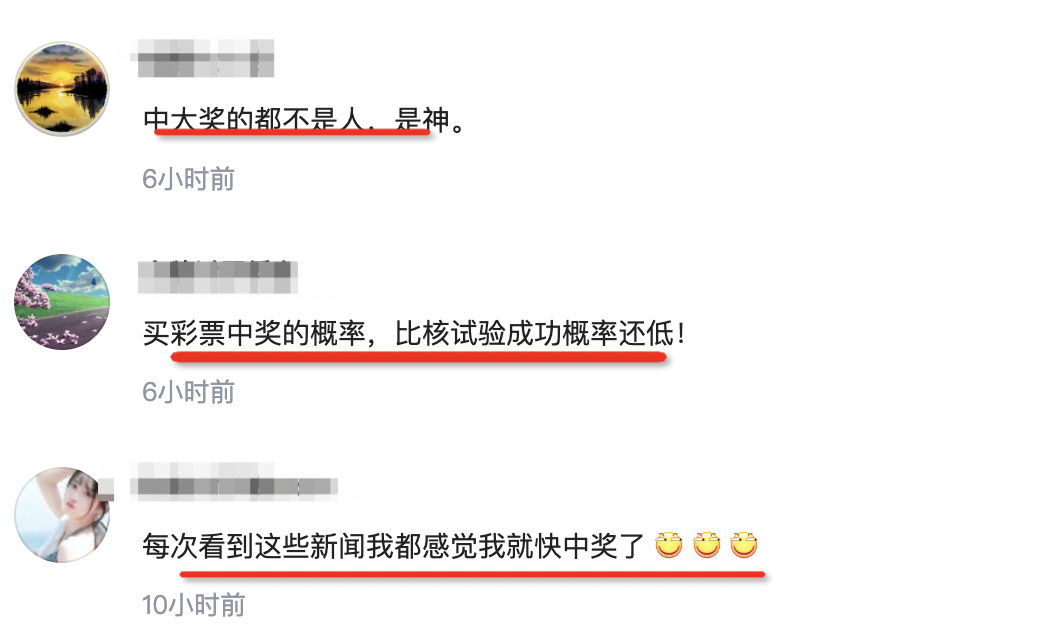 中大奖的都不是人，是神。
6小时前
买彩票中奖的概率，比核试验成功概率还低！
6小时前
每次看到这些新闻我都感觉我就快中奖了
10小时前